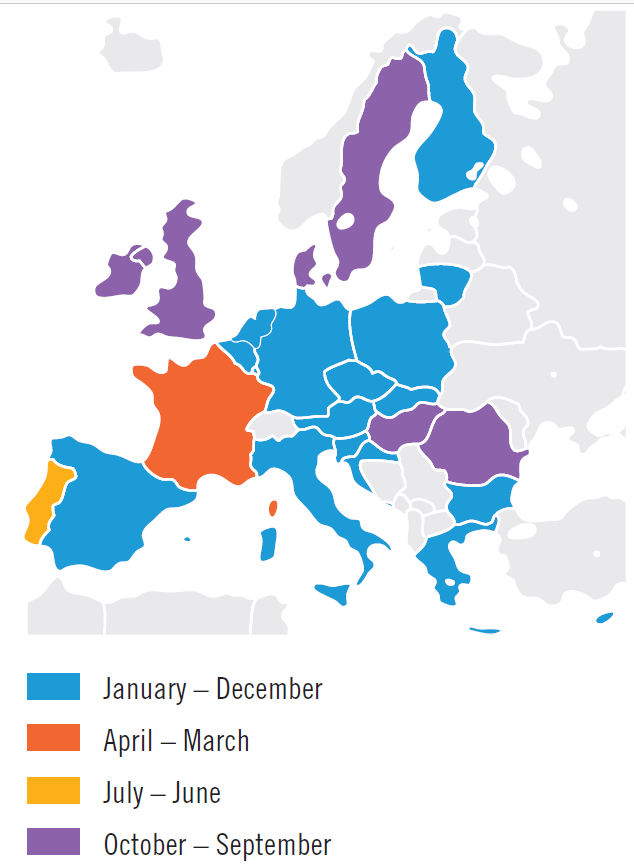 January – December
April – March
July – June
October – September